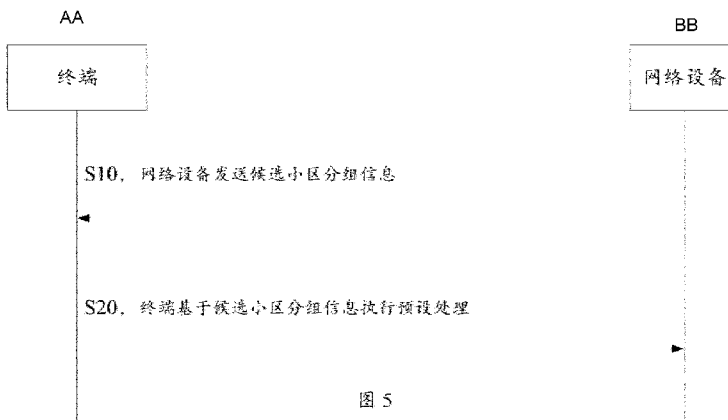 AA
BB
终端
网络设备
S10, 网络设备发送候选小区分组信息
S20, 终端基于候选小区分组信息执行预设处理
图 5